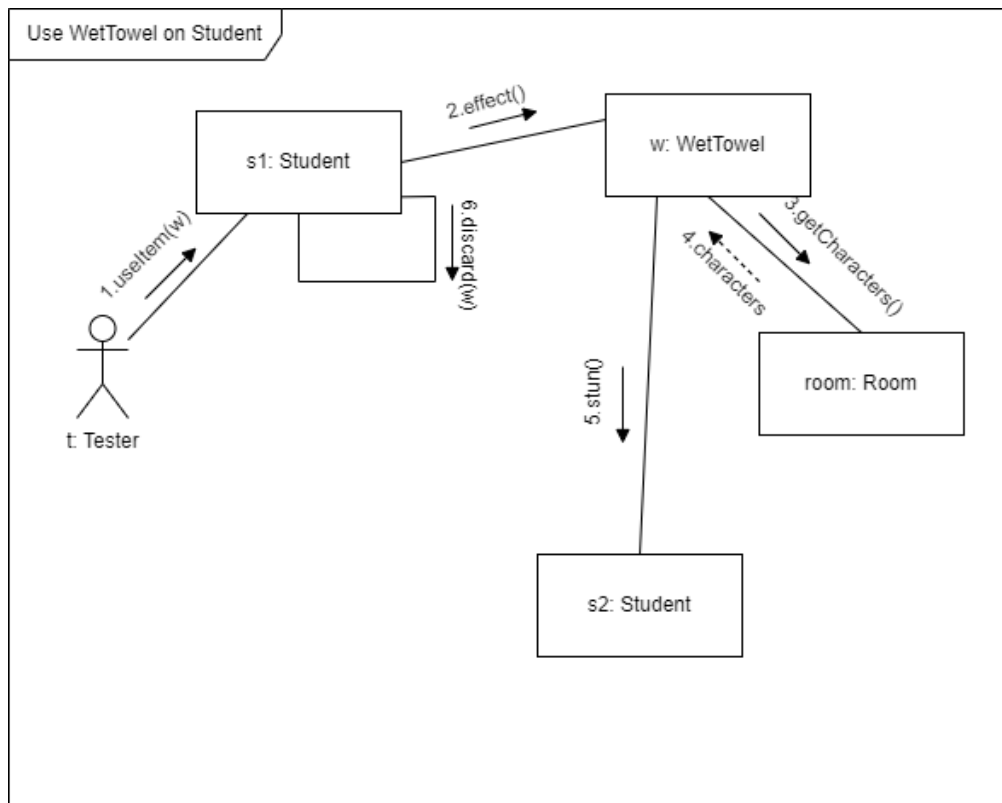 Use WetTowel on Student
2.effect()
w: WetTowel
s1: Student
1.useItem(w)
6.discard(w)
3.getCharacters()
4.characters
t: Tester
5.stun()
room: Room
s2: Student